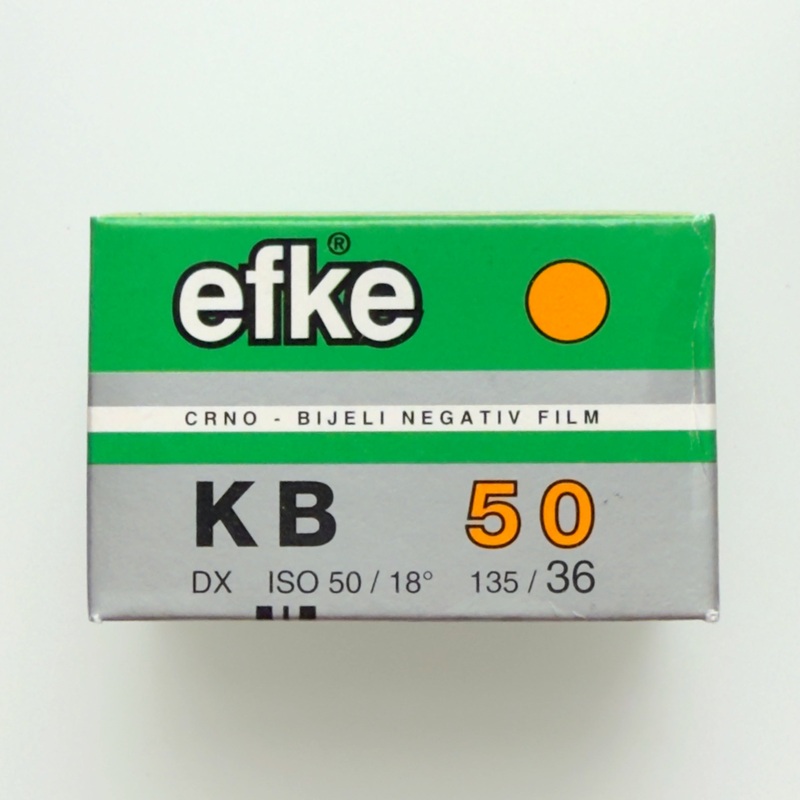 efke®
CRNO - BIJELI NEGATIV FILM
KB 50
DX ISO 50 / 18° 135 / 36